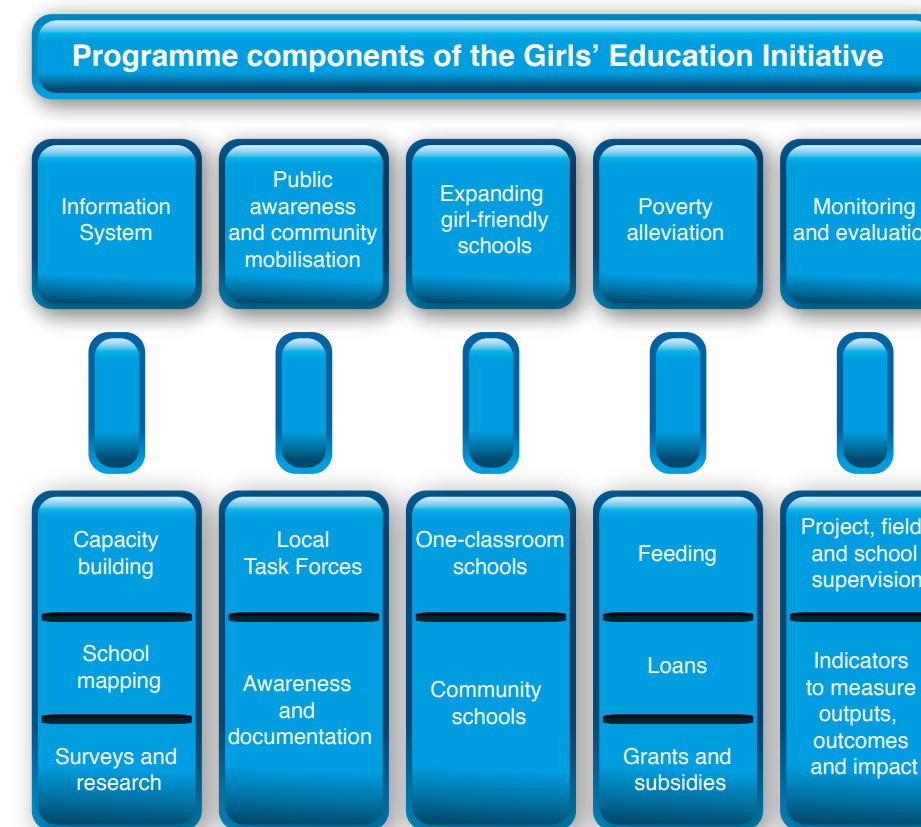 Programme components of the Girls’ Education Initiative
Information
System
Public
awareness
and community
mobilisation
Expanding
girl-friendly
schools
Poverty
alleviation
Monitoring
and evaluatio
Capacity
building
School
mapping
Surveys and
research
Local
Task Forces
Awareness
and
documentation
One-classroom
schools
Community
schools
Feeding
Loans
Grants and
subsidies
Project, field
and school
supervision
Indicators
to measure
outputs,
outcomes
and impact